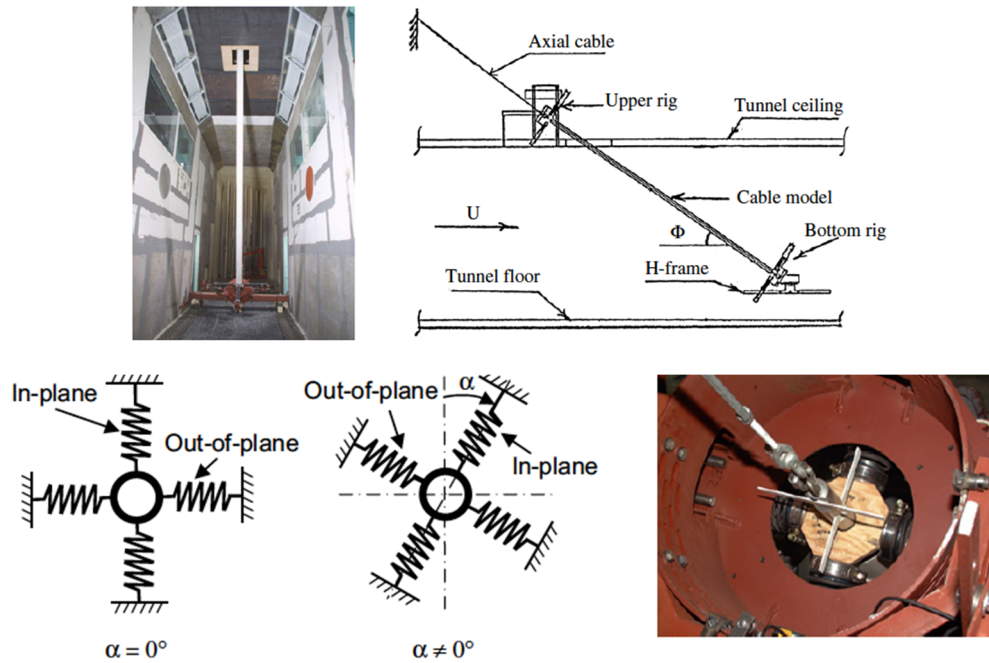 Axial cable
Upper rig
Tunnel ceiling
Cable model
U
Φ
Bottom rig
H-frame
Tunnel floor
In-plane
Out-of-plane
α = 0°
Out-of-plane
α
In-plane
α ≠ 0°